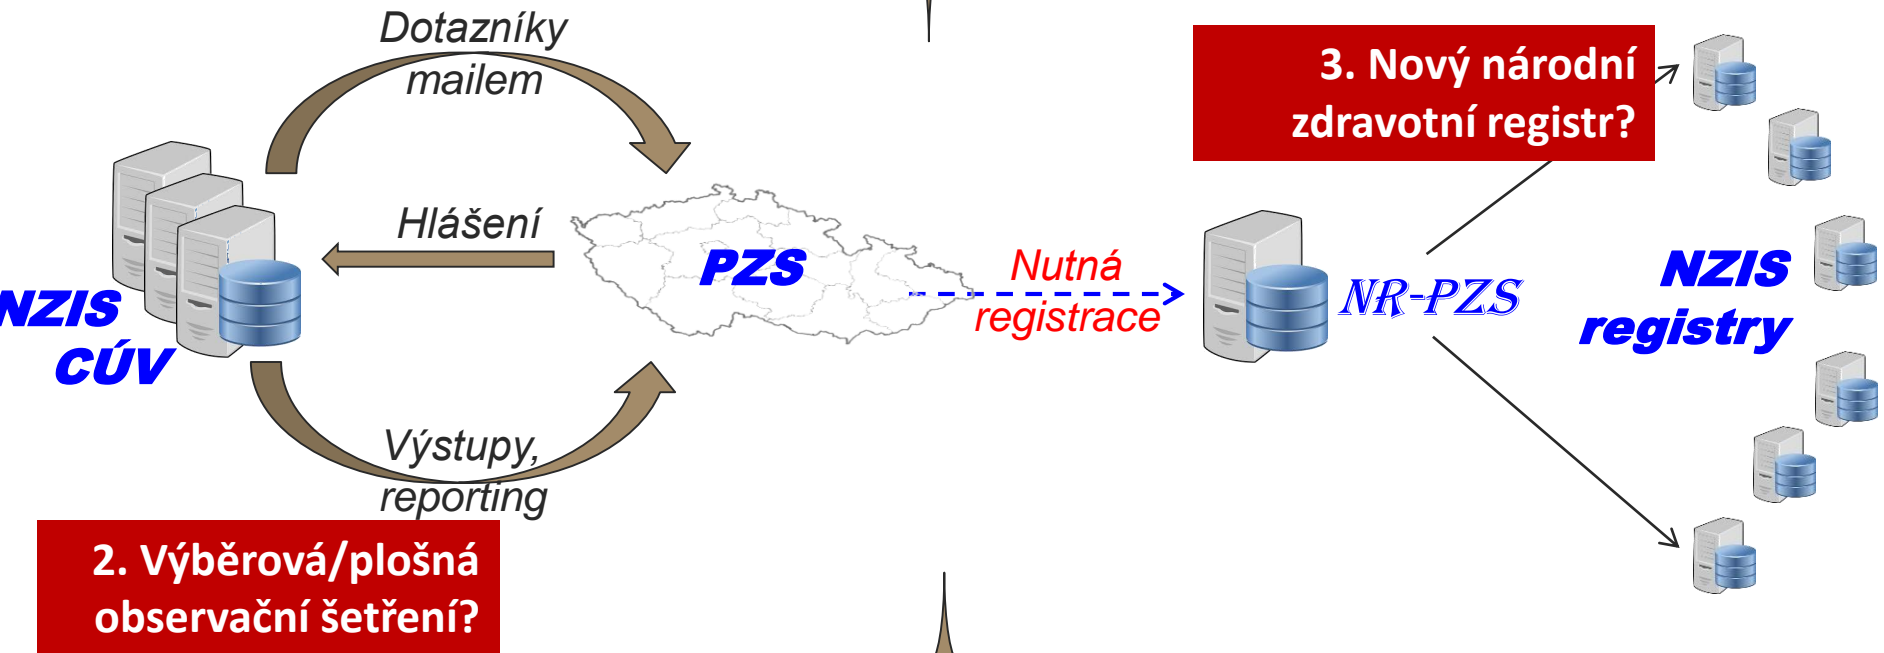 Dotazníky
mailem
3. Nový národní
zdravotní registr?
Hlášení
PZS
Nutná
registrace
NR-PZS
NZIS
registry
NZIS
CÚV
Výstupy,
reporting
2. Výběrová/plošná
observační šetření?